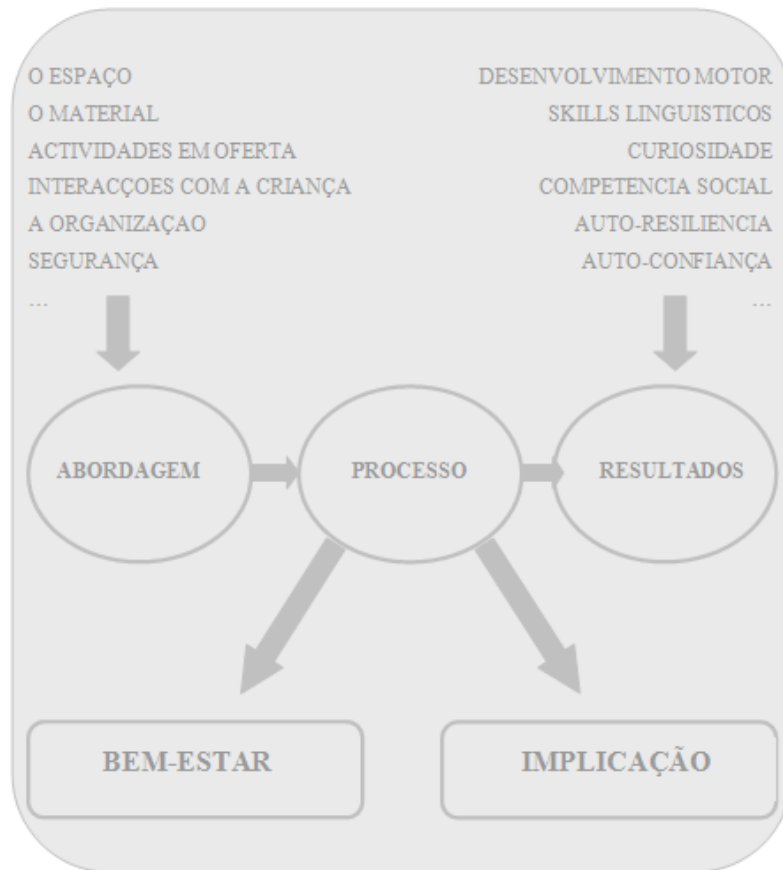 O ESPAÇO
O MATERIAL
ACTIVIDADES EM OFERTA
INTERACÇOES COM A CRIANÇA
A ORGANIZAÇAO
SEGURANÇA
...
DESENVOLVIMENTO MOTOR
SKILLS LINGUISTICOS
CURIOSIDADE
COMPETENCIA SOCIAL
AUTO-RESILIENCIA
AUTO-CONFIANÇA
...
ABORDAGEM
PROCESSO
RESULTADOS
BEM-ESTAR
IMPLICAÇÃO